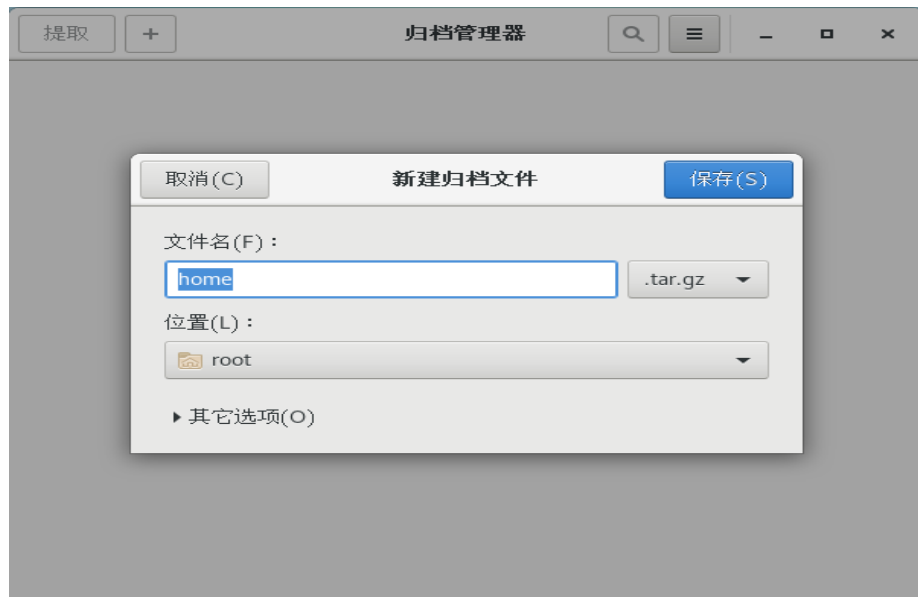 提取 + 归档管理器
取消(C) 新建归档文件 保存(S)
文件名(F)：
home .tar.gz
位置(L)：
root
其它选项(O)